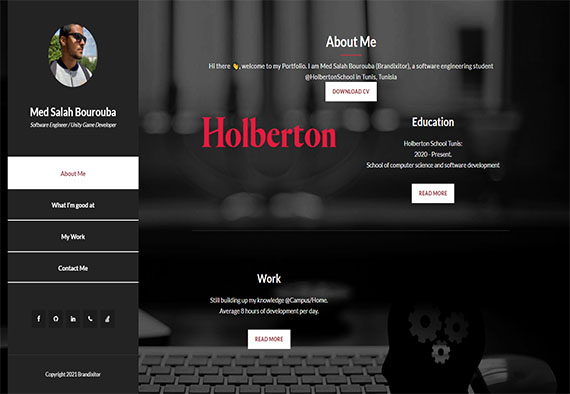 Med Salah Bourouba
Software Engineer / Unity Game Developer
About Me
What I'm good at
My Work
Contact Me
Copyright 2021 Brandixitor
About Me
Hi there 👋, welcome to my Portfolio. I am Med Salah Bourouba (Brandixitor), a software engineering student
@HolbertonSchool in Tunis, Tunisia
DOWNLOAD CV
Holberton
Education
Holberton School Tunis:
2020 - Present.
School of computer science and software development
READ MORE
Work
Still building up my knowledge @Campus/Home.
Average 8 hours of development per day.
READ MORE